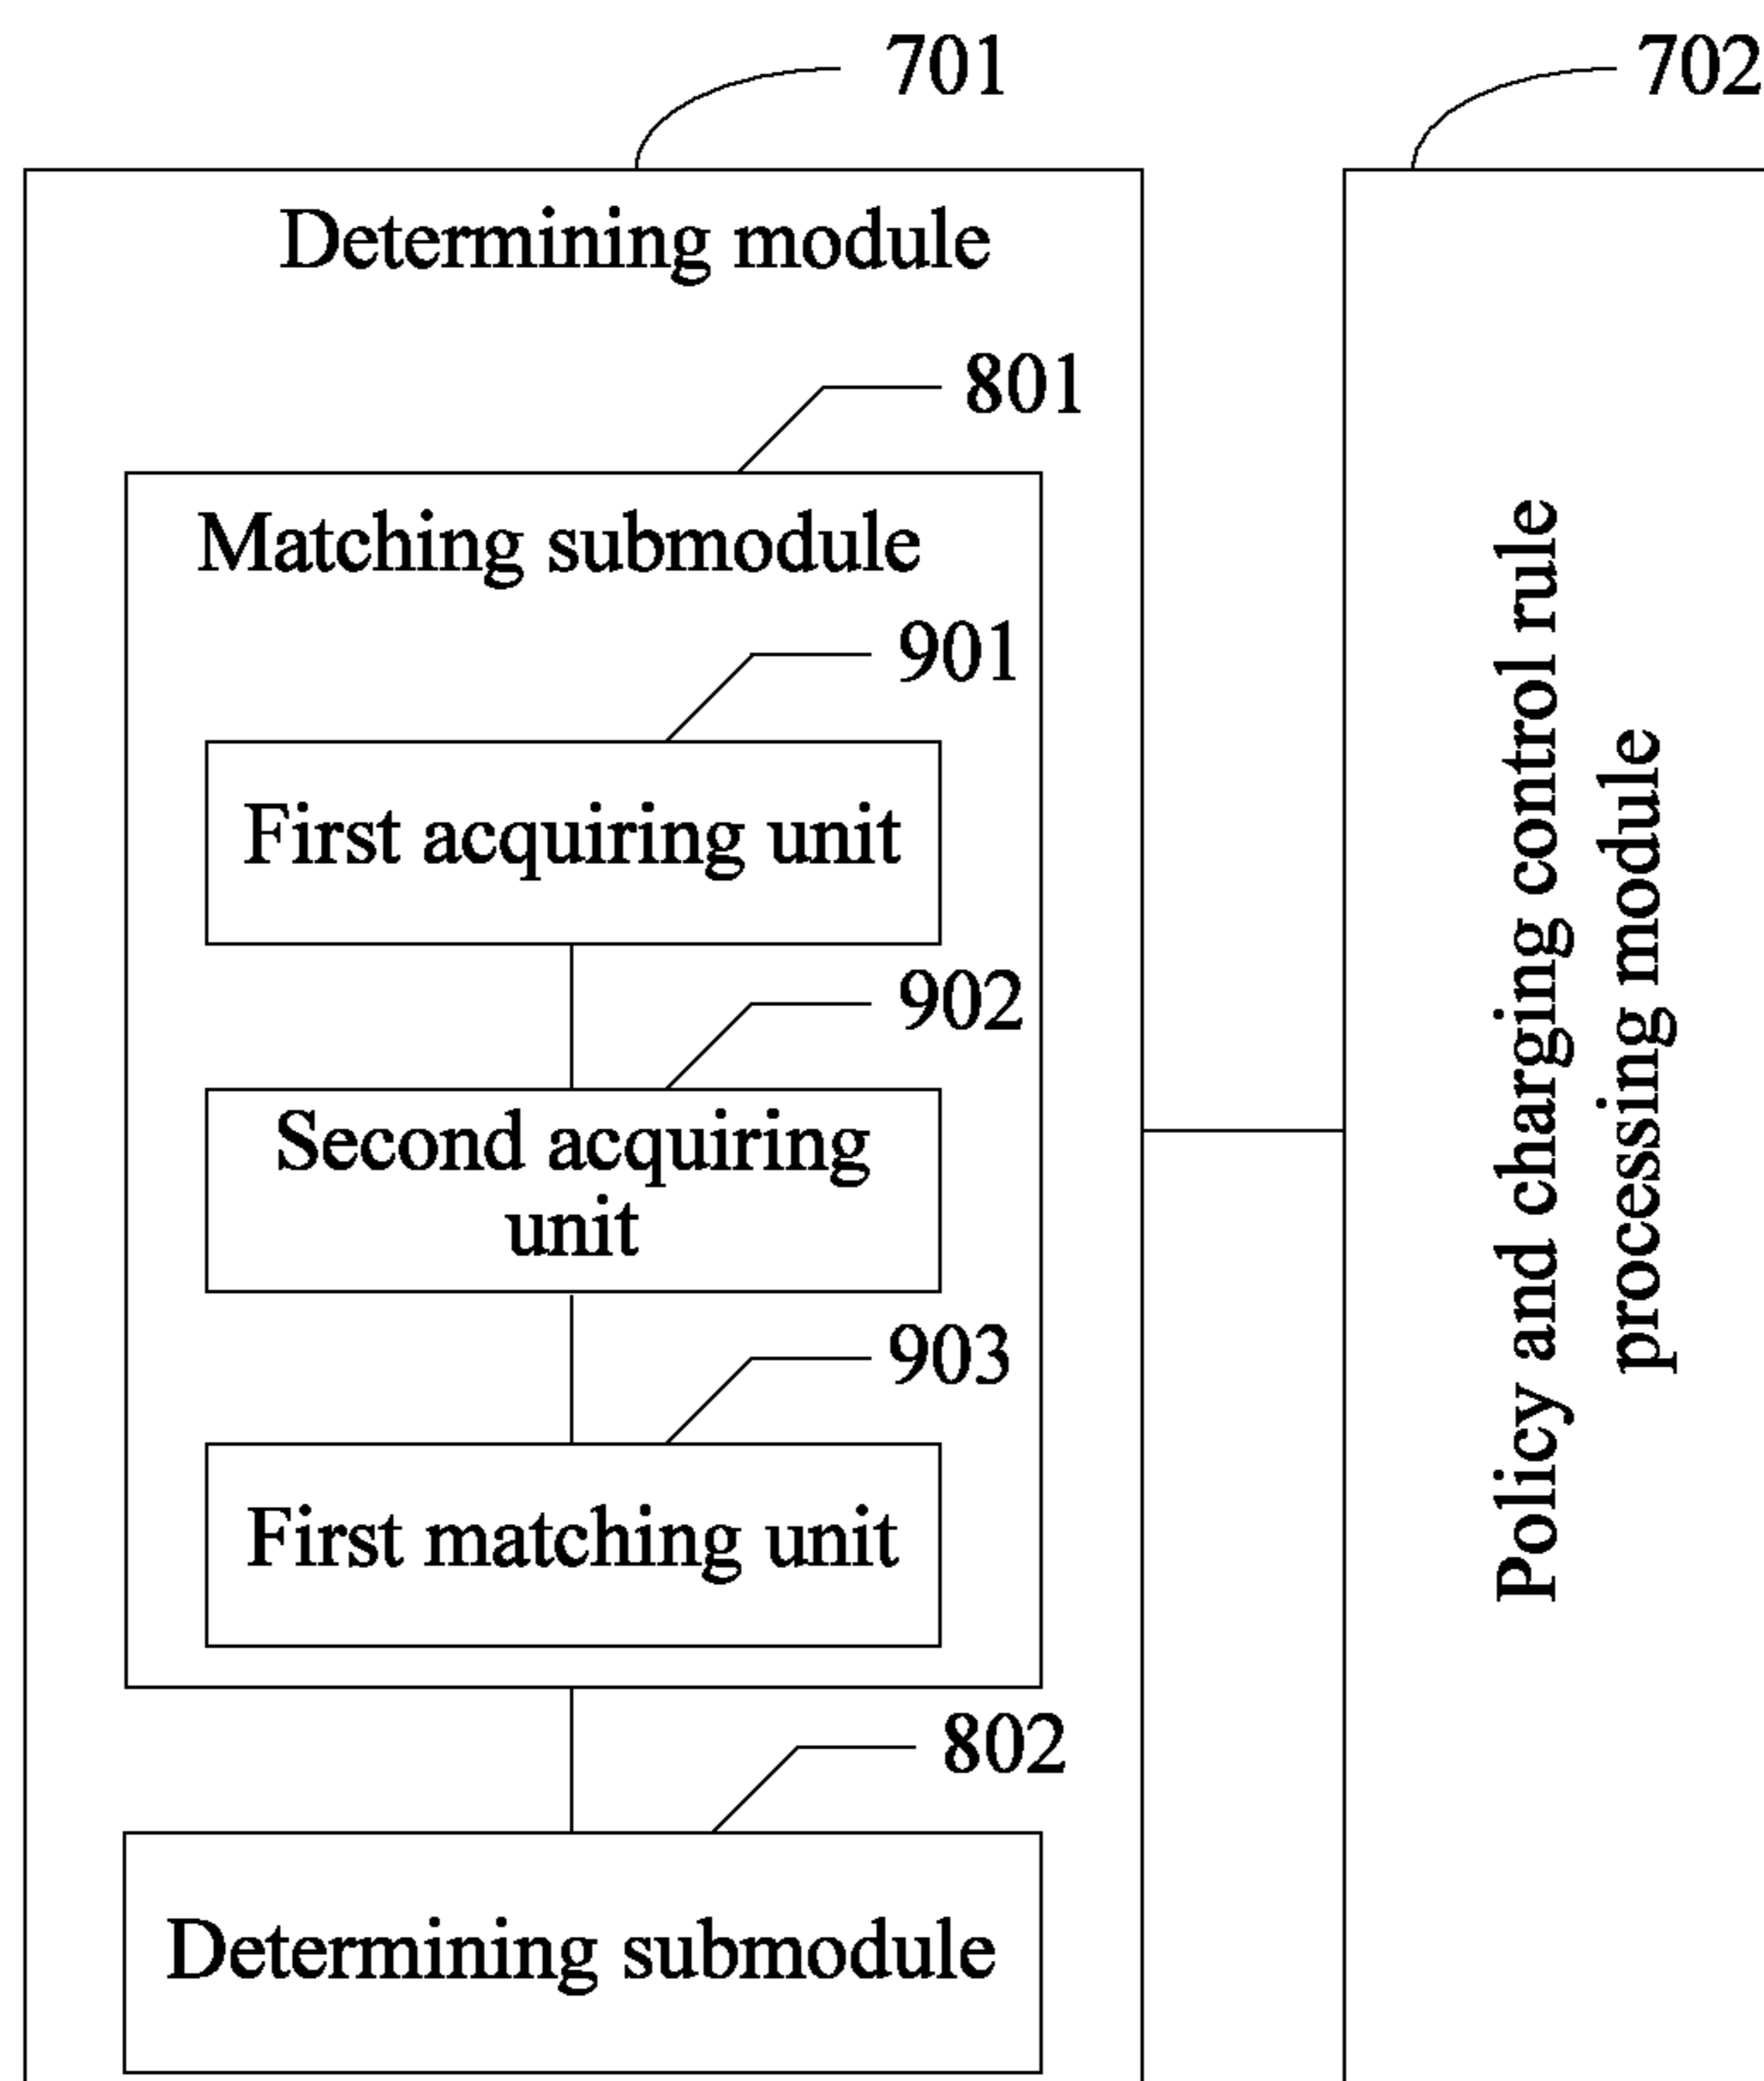 701
702
Determining module
801
Matching submodule
901
First acquiring unit
902
Second acquiring
unit
903
First matching unit
802
Determining submodule
Policy and charging control rule
processing module